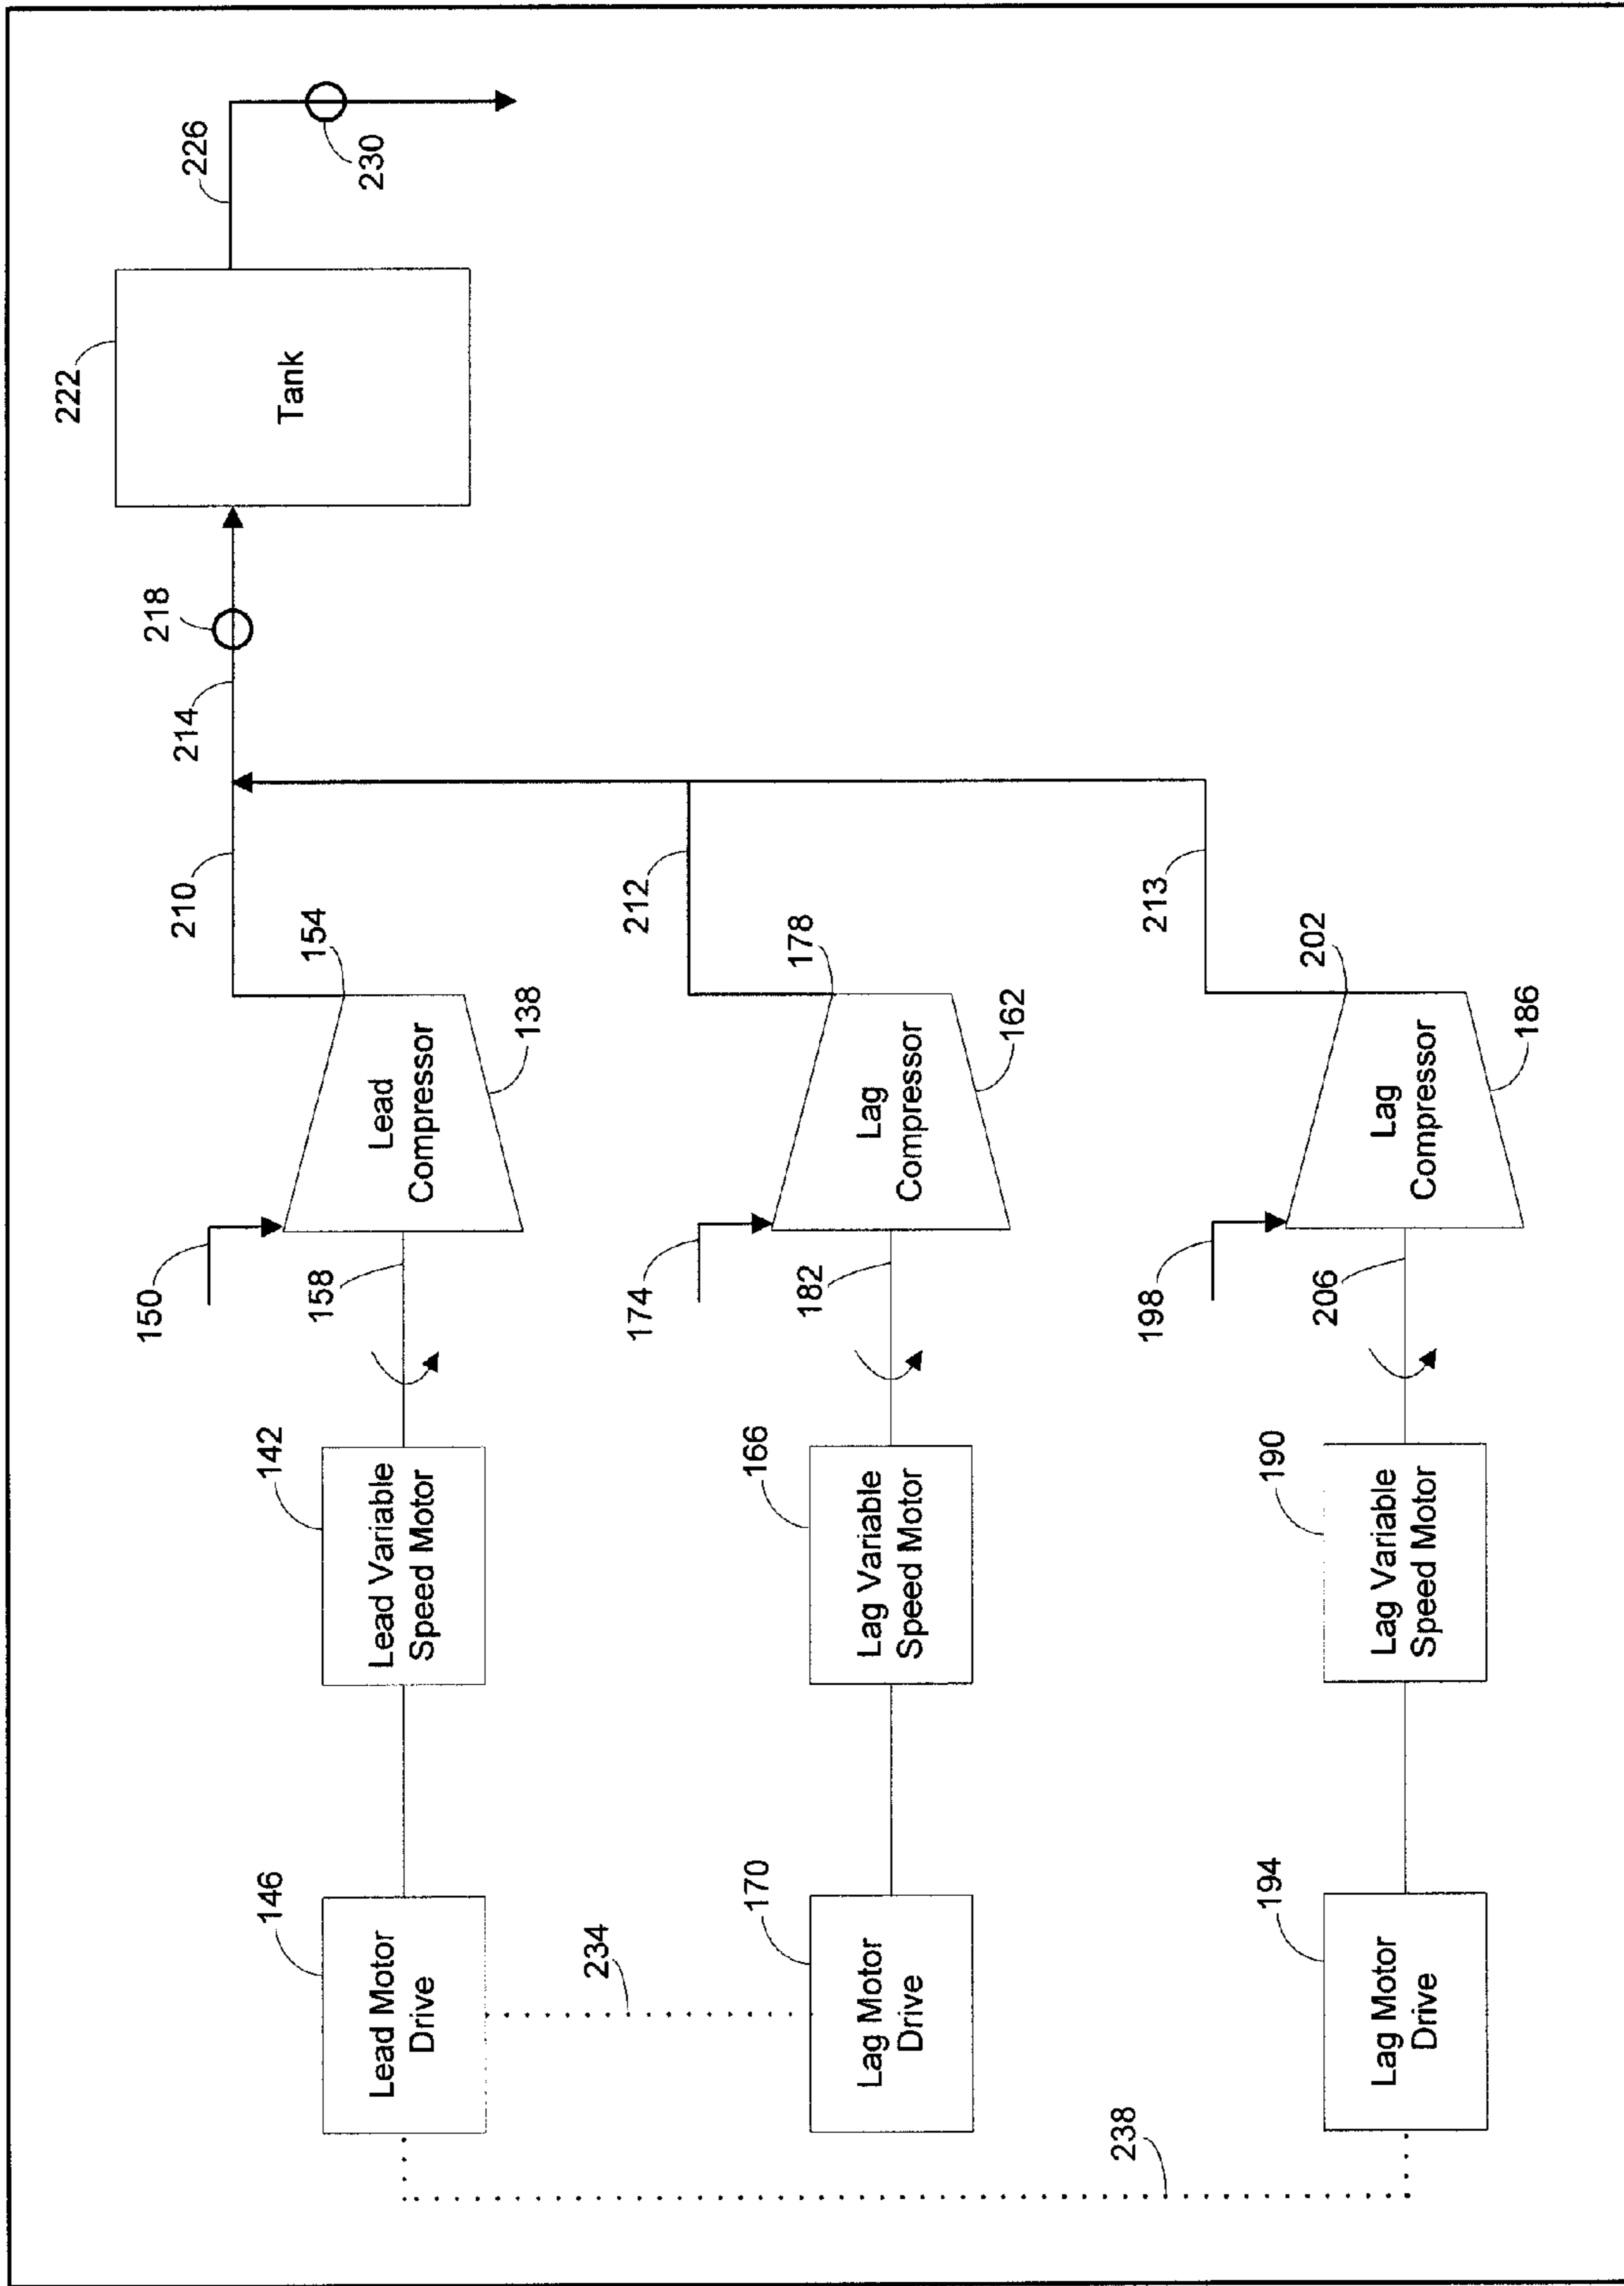 222
226
Tank
230
218
214
210
154
Lead
Compressor
138
150
158
142
Lead Variable
Speed Motor
146
Lead Motor
Drive
234
212
178
Lag
Compressor
162
174
182
166
Lag Variable
Speed Motor
170
Lag Motor
Drive
238
213
202
Lag
Compressor
186
198
206
190
Lag Variable
Speed Motor
194
Lag Motor
Drive